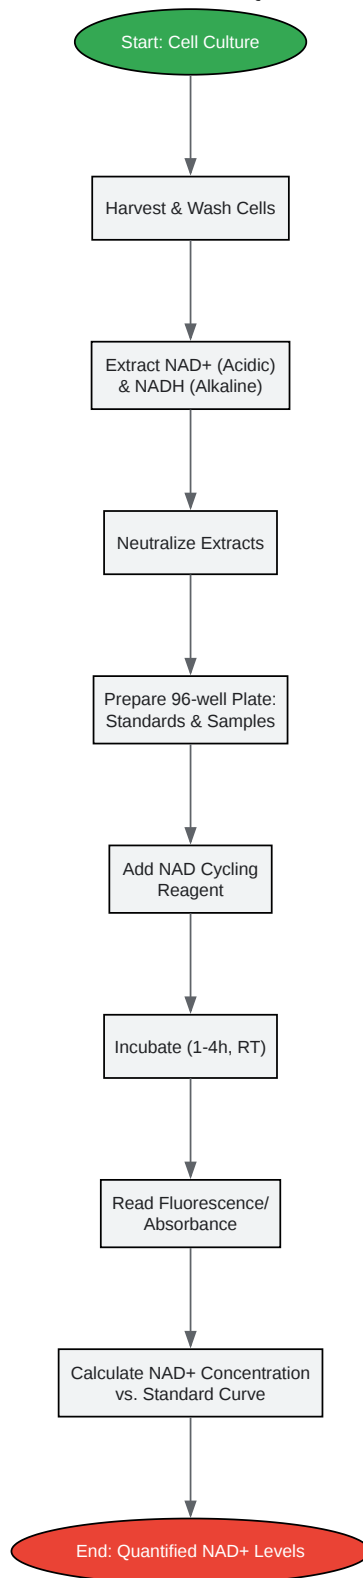 Start: Cell Culture
Harvest & Wash Cells
Extract NAD+ (Acidic)
& NADH (Alkaline)
Neutralize Extracts
Prepare 96-well Plate:
Standards & Samples
Add NAD Cycling
Reagent
Incubate (1-4h, RT)
Read Fluorescence/
Absorbance
Calculate NAD+ Concentration
vs. Standard Curve
End: Quantified NAD+ Levels